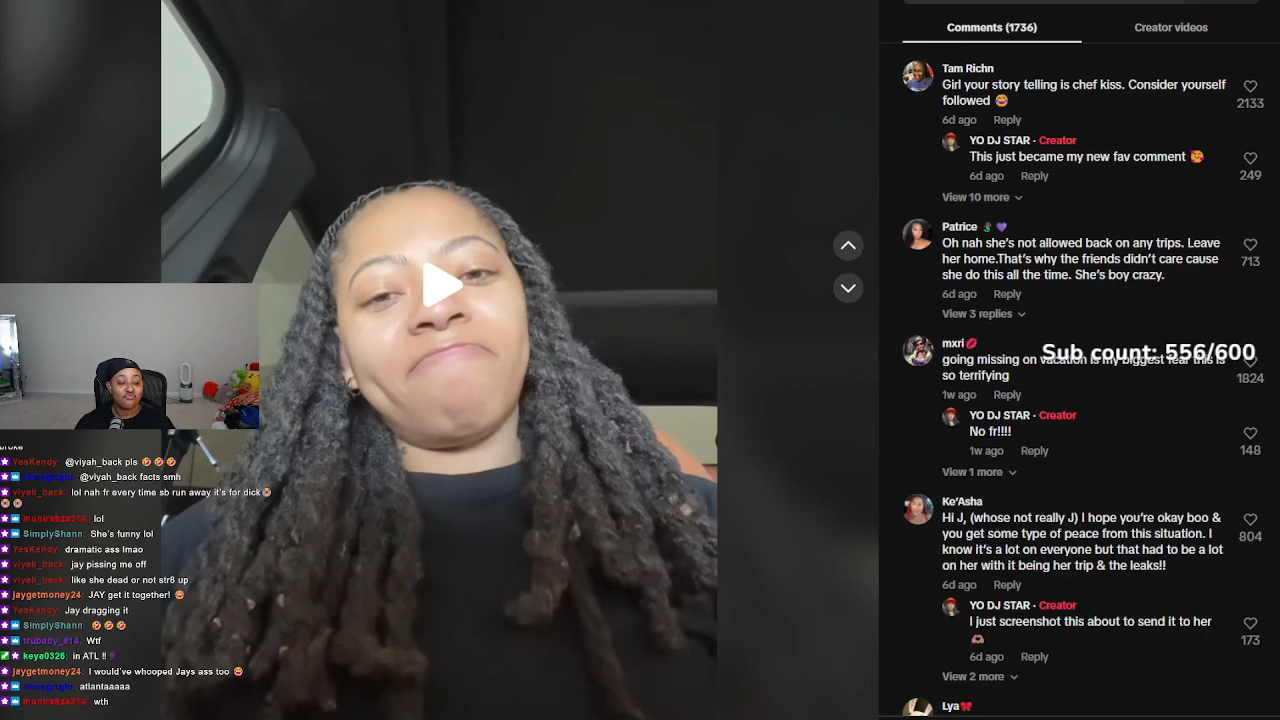 Comments (1736)
Creator videos
Tam Richn
Girl your story telling is chef kiss. Consider yourself
followed 😂
2133
6d ago Reply
YO DJ STAR · Creator
This just became my new fav comment 🥰
249
6d ago Reply
View 10 more
Patrice
Oh nah she's not allowed back on any trips. Leave
her home.That's why the friends didn't care cause
she do this all the time. She's boy crazy.
713
6d ago Reply
View 3 replies
mxri💋
Sub count: 556/600
going missing on vacation is my biggest fear this is
so terrifying
1824
1w ago Reply
YO DJ STAR · Creator
No fr!!!!
148
1w ago Reply
View 1 more
Ke'Asha
Hi J, (whose not really J) I hope you're okay boo &
you get some type of peace from this situation. I
know it's a lot on everyone but that had to be a lot
on her with it being her trip & the leaks!!
804
6d ago Reply
YO DJ STAR · Creator
I just screenshot this about to send it to her
🫶🏽
173
6d ago Reply
View 2 more
Lya🎀
broke
YesKendy: @viyah_back pls 🤣🤣🤣
@viyah_back facts smh
viyah_back: lol nah fr every time sb run away it's for dick😭
😭😭
munirahzo314: lol
SimplyShann: She's funny lol
YesKendy: dramatic ass lmao
viyah_back: jay pissing me off
viyah_back: like she dead or not str8 up
jaygetmoney24: JAY get it together! 😂
YesKendy: Jay dragging it
SimplyShann: 🤣🤣🤣
trubaby_614: Wtf
keya0326: in ATL !!
jaygetmoney24: I would've whooped Jays ass too 😂
atlantaaaaa
munirahzo314: wth